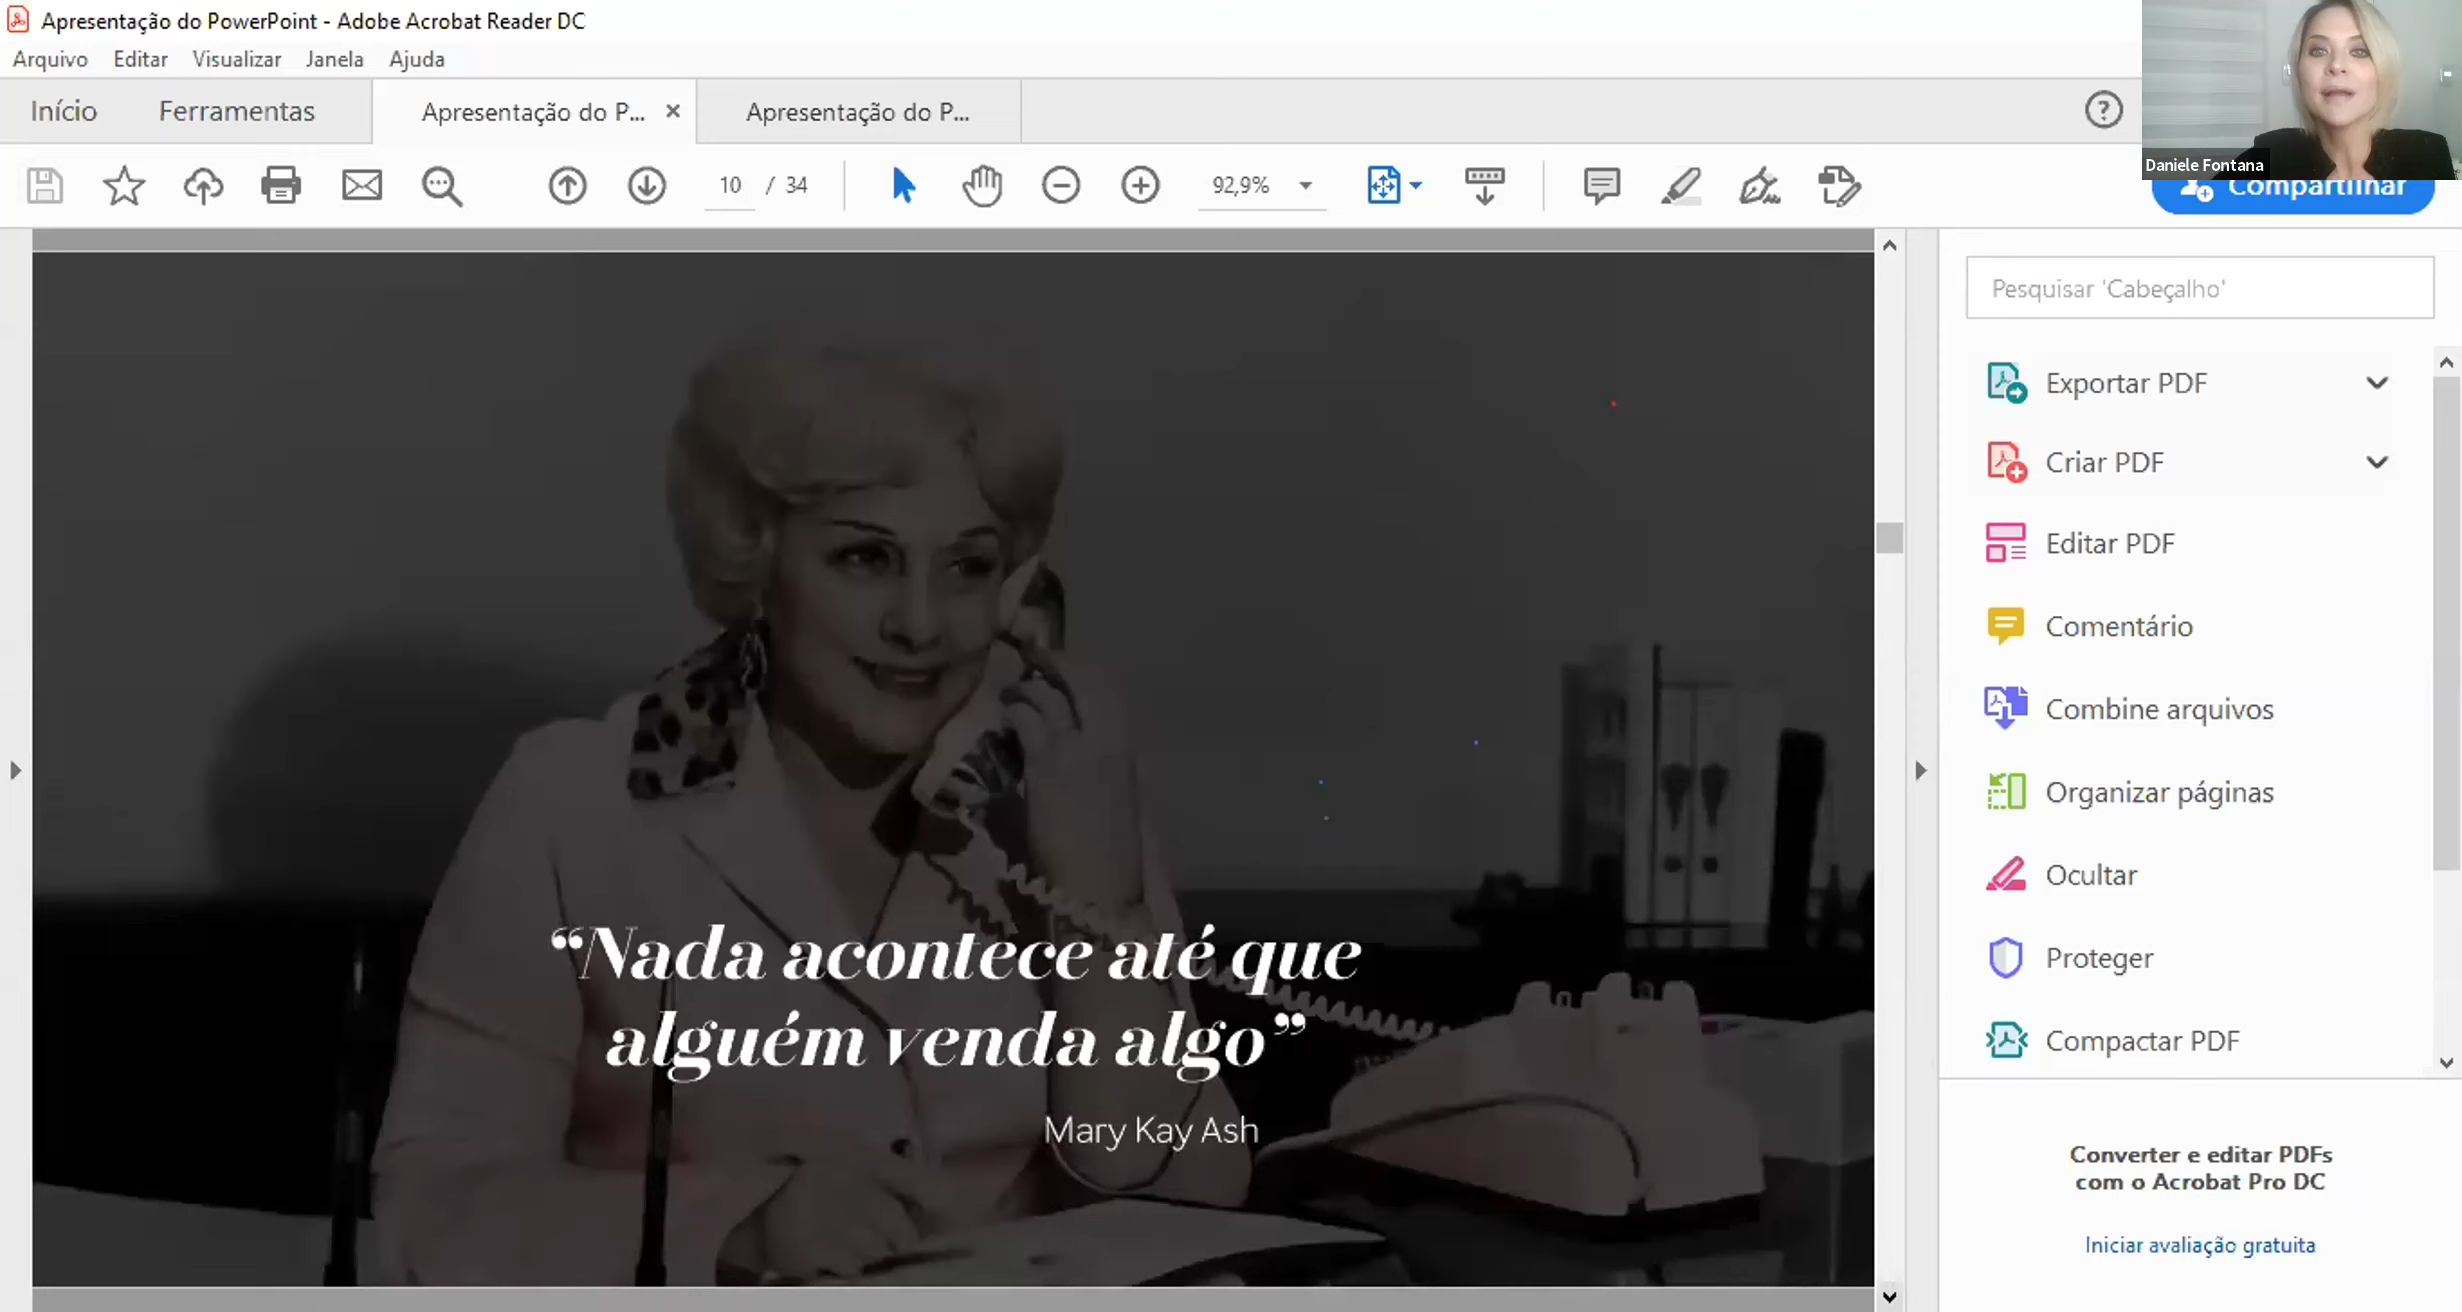 Apresentação do PowerPoint - Adobe Acrobat Reader DC
Arquivo Editar Visualizar Janela Ajuda
Início Ferramentas Apresentação do P... Apresentação do P...
10 / 34 92,9%
Daniele Fontana
Compartilhar
Pesquisar 'Cabeçalho'
Exportar PDF
Criar PDF
Editar PDF
Comentário
Combine arquivos
Organizar páginas
Ocultar
Proteger
Compactar PDF
Converter e editar PDFs
com o Acrobat Pro DC
Iniciar avaliação gratuita
“Nada acontece até que
alguém venda algo”
Mary Kay Ash